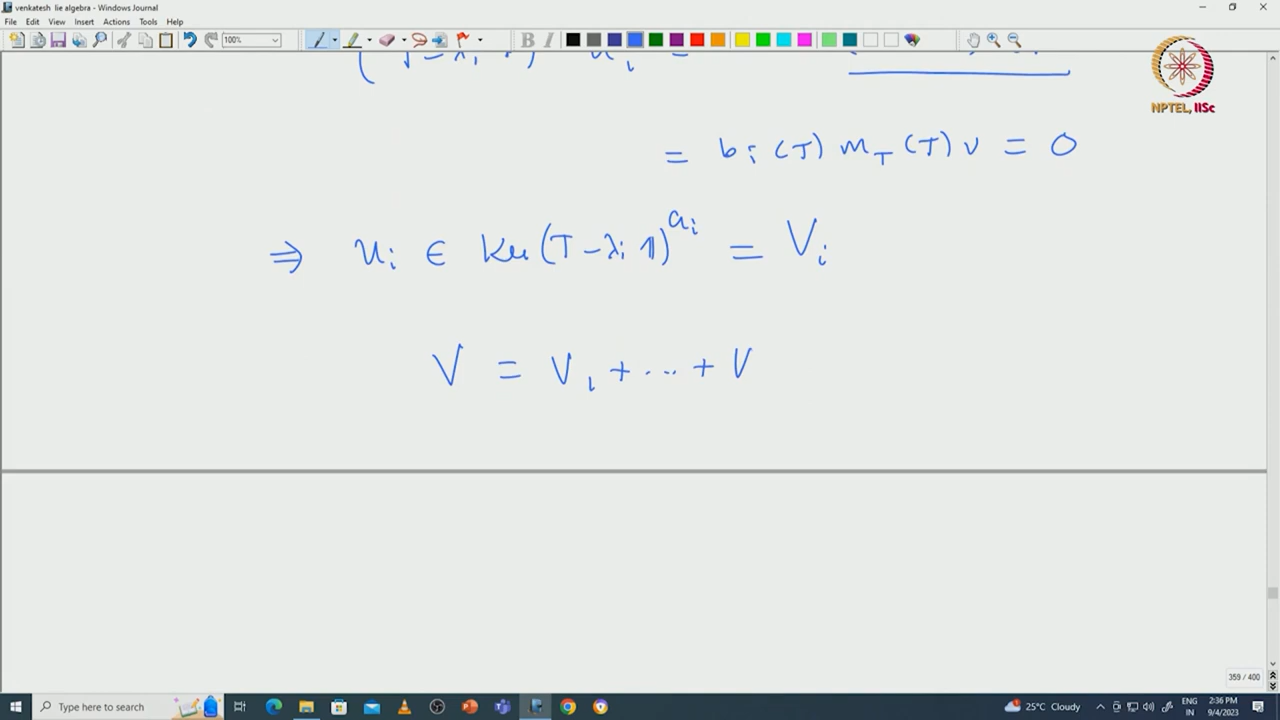 venkatesh lie algebra - Windows Journal
File Edit View Insert Actions Tools Help
100%
B I
NPTEL, IISc
= b_i (T) m_T (T) v = 0
⇒ u_i ∈ Ker (T - λ_i 𝟙)^{a_i} = V_i
V = V_1 + ... + V
359 / 400
Type here to search
25°C Cloudy
ENG
IN
2:36 PM
9/4/2023